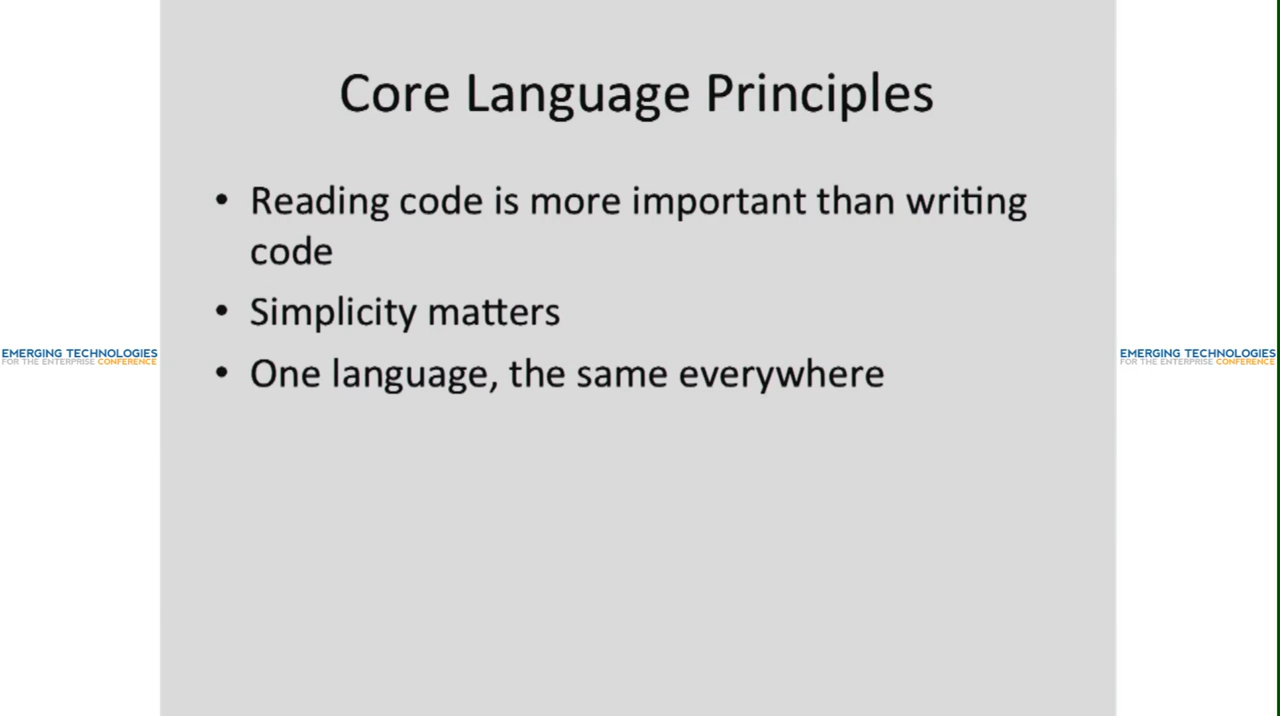 Core Language Principles
• Reading code is more important than writing
code
• Simplicity matters
• One language, the same everywhere
EMERGING TECHNOLOGIES
FOR THE ENTERPRISE CONFERENCE
EMERGING TECHNOLOGIES
FOR THE ENTERPRISE CONFERENCE